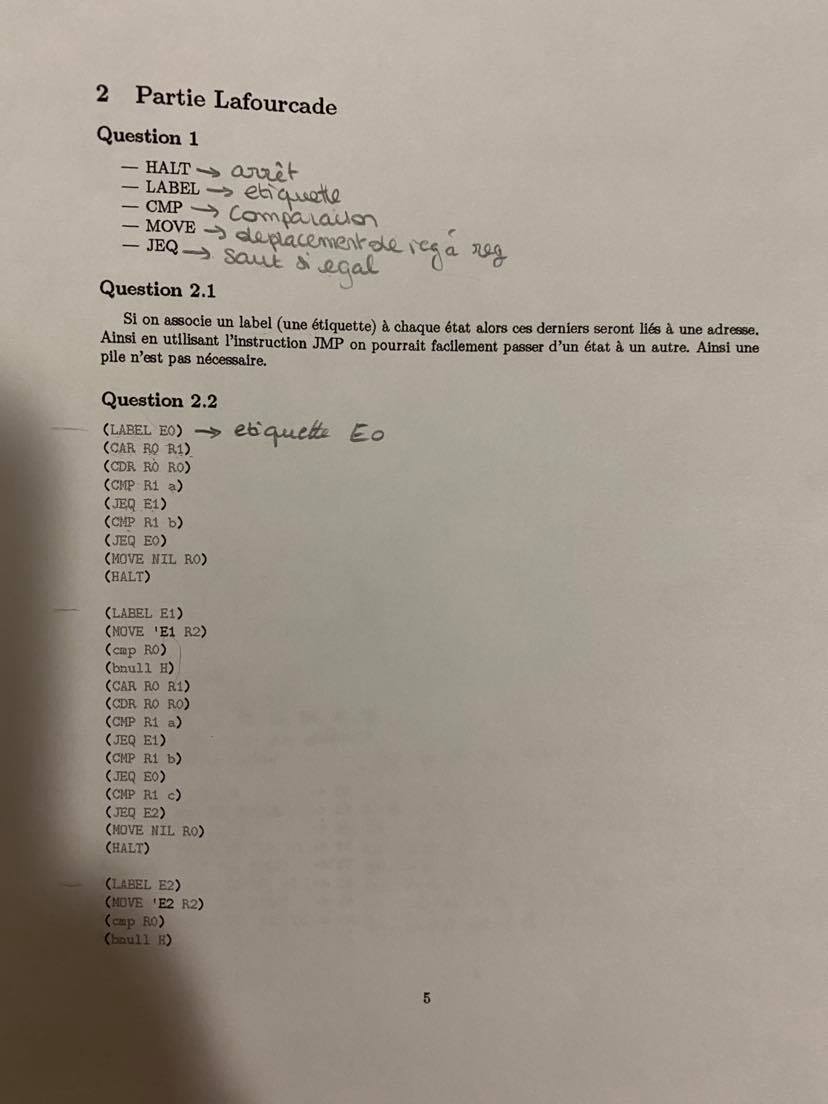 2 Partie Lafourcade
Question 1
— HALT → arrêt
— LABEL → etiquette
— CMP → comparaison
— MOVE → deplacement de reg à reg
— JEQ → saut si egal
Question 2.1
Si on associe un label (une étiquette) à chaque état alors ces derniers seront liés à une adresse.
Ainsi en utilisant l'instruction JMP on pourrait facilement passer d'un état à un autre. Ainsi une
pile n'est pas nécessaire.
Question 2.2
(LABEL E0) → etiquette E0
(CAR R0 R1)
(CDR R0 R0)
(CMP R1 a)
(JEQ E1)
(CMP R1 b)
(JEQ E0)
(MOVE NIL R0)
(HALT)
(LABEL E1)
(MOVE 'E1 R2)
(cmp R0)
(bnull H)
(CAR R0 R1)
(CDR R0 R0)
(CMP R1 a)
(JEQ E1)
(CMP R1 b)
(JEQ E0)
(CMP R1 c)
(JEQ E2)
(MOVE NIL R0)
(HALT)
(LABEL E2)
(MOVE 'E2 R2)
(cmp R0)
(bnull H)
5